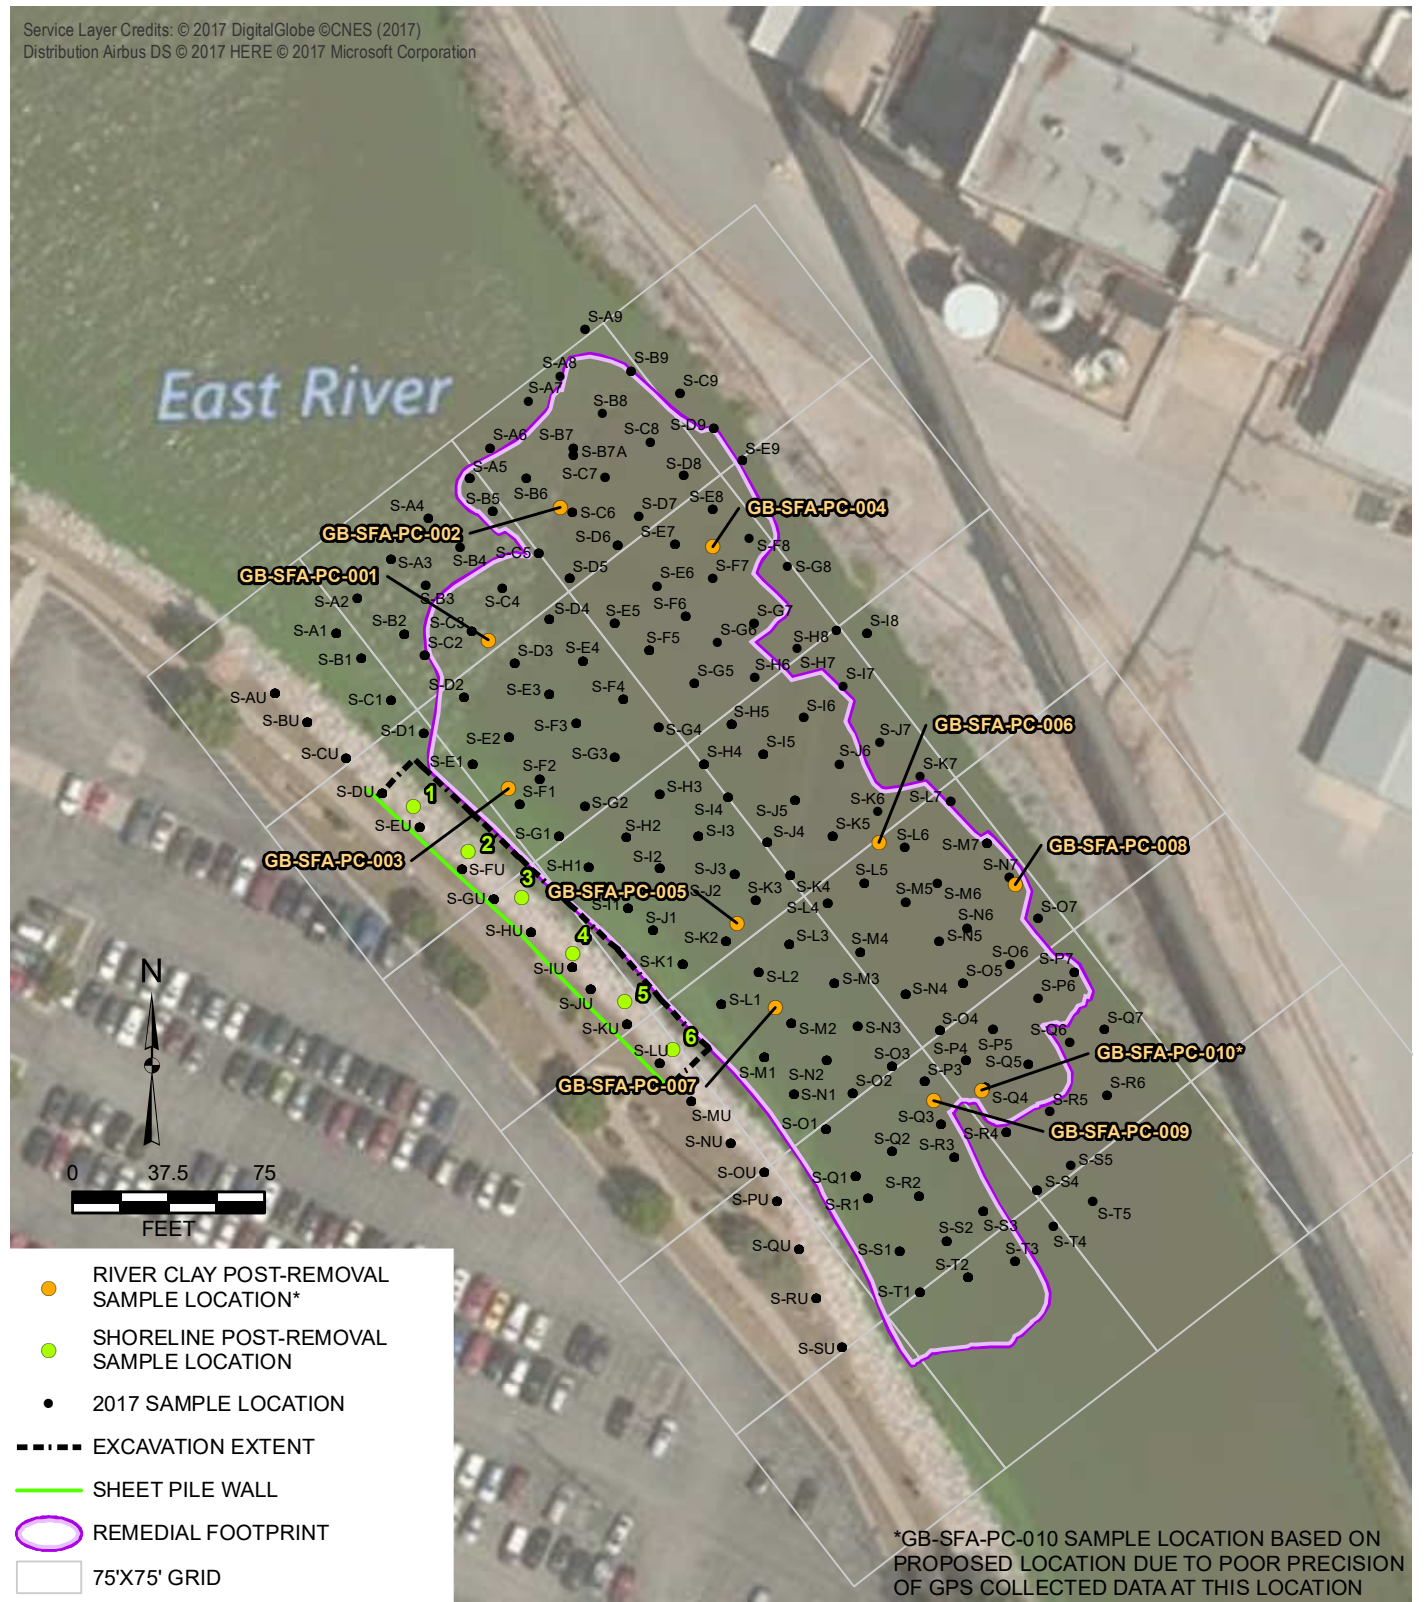 Service Layer Credits: © 2017 DigitalGlobe ©CNES (2017)
Distribution Airbus DS © 2017 HERE © 2017 Microsoft Corporation
East River
S-A9
S-A8
S-B9
S-A7
S-C9
S-B8
S-D9
S-A6
S-B7
S-C8
S-B7A
S-E9
S-A5
S-C7
S-D8
S-B6
S-B5
S-E8
S-A4
S-C6
S-D7
GB-SFA-PC-004
GB-SFA-PC-002
S-D6
S-E7
S-F8
S-B4
S-C5
S-A3
S-F7
S-G8
GB-SFA-PC-001
S-D5
S-E6
S-A2
S-B3
S-C4
S-D4
S-E5
S-F6
S-G7
S-A1
S-B2
S-C3
S-G6
S-H8
S-I8
S-C2
S-F5
S-B1
S-D3
S-E4
S-H6
S-H7
S-I7
S-G5
S-AU
S-C1
S-D2
S-E3
S-F4
S-I6
S-BU
S-H5
GB-SFA-PC-006
S-D1
S-E2
S-F3
S-G4
S-J7
S-CU
S-E1
S-G3
S-H4
S-I5
S-J6
S-F2
S-K7
S-DU
1
S-F1
S-H3
S-L7
S-G2
S-I4
S-J5
S-K6
S-EU
2
S-G1
S-H2
S-I3
S-J4
S-K5
S-L6
S-M7
GB-SFA-PC-008
GB-SFA-PC-003
S-FU
S-H1
S-I2
S-J3
S-L5
S-N7
3
GB-SFA-PC-005
S-J2
S-K3
S-K4
S-M5
S-M6
S-GU
S-I1
S-L4
S-O7
S-HU
4
S-J1
S-K2
S-L3
S-M4
S-N5
S-N6
S-IU
S-K1
S-L2
S-M3
S-O5
S-O6
S-P7
S-JU
5
S-L1
S-N4
S-P6
S-KU
6
S-M2
S-N3
S-O4
S-P5
S-Q6
S-Q7
S-LU
S-M1
S-N2
S-O3
S-P4
S-Q5
GB-SFA-PC-010*
GB-SFA-PC-007
S-N1
S-O2
S-P3
S-Q4
S-R6
S-MU
S-O1
S-Q3
S-R5
S-NU
S-Q2
S-R3
S-R4
GB-SFA-PC-009
S-OU
S-Q1
S-R2
S-S5
S-PU
S-R1
S-S4
S-S3
S-T5
S-QU
S-S1
S-S2
S-T4
S-T2
S-T3
S-RU
S-T1
S-SU
N
0 37.5 75
FEET
RIVER CLAY POST-REMOVAL
SAMPLE LOCATION*
SHORELINE POST-REMOVAL
SAMPLE LOCATION
2017 SAMPLE LOCATION
EXCAVATION EXTENT
SHEET PILE WALL
REMEDIAL FOOTPRINT
75'X75' GRID
*GB-SFA-PC-010 SAMPLE LOCATION BASED ON
PROPOSED LOCATION DUE TO POOR PRECISION
OF GPS COLLECTED DATA AT THIS LOCATION